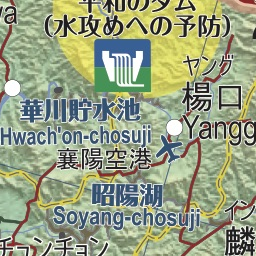 平和のダム
(水攻めへの予防)
ヤング
楊口
Yangg
華川貯水池
Hwach'on-chosuji
襄陽空港
昭陽湖
Soyang-chosuji
イン
麟
チュンチョン